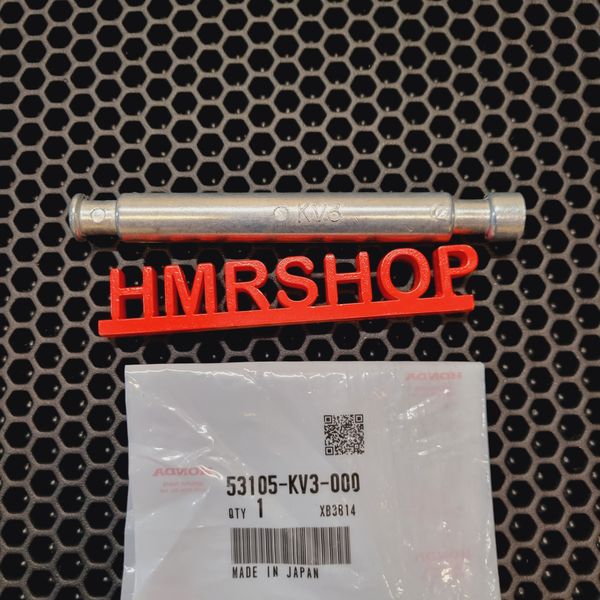 KV3
HMRSHOP
HONDA
HONDA
53105-KV3-000
QTY 1 XB3814
MADE IN JAPAN